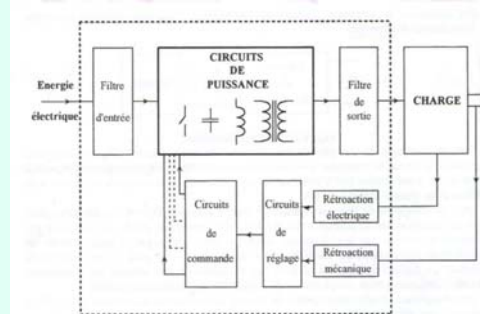 CIRCUITS
DE
PUISSANCE
Energie
électrique
Filtre
d'entrée
Filtre
de
sortie
CHARGE
Circuits
de
commande
Circuits
de
réglage
Rétroaction
électrique
Rétroaction
mécanique